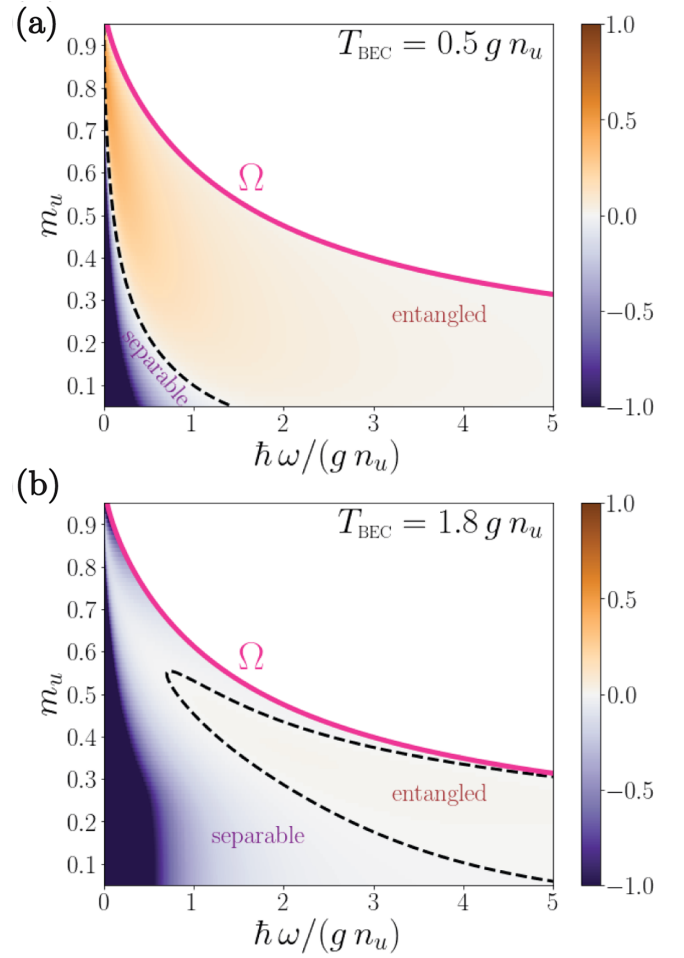 (a)
T_BEC = 0.5 g n_u
1.0
0.9
0.8
0.7
0.5
0.6
Ω
m_u
0.5
0.0
0.4
0.3
entangled
−0.5
0.2
separable
0.1
−1.0
0 1 2 3 4 5
ħ ω/(g n_u)
(b)
T_BEC = 1.8 g n_u
1.0
0.9
0.8
0.7
0.5
0.6
Ω
m_u
0.5
0.0
0.4
0.3
entangled
−0.5
0.2
separable
0.1
−1.0
0 1 2 3 4 5
ħ ω/(g n_u)